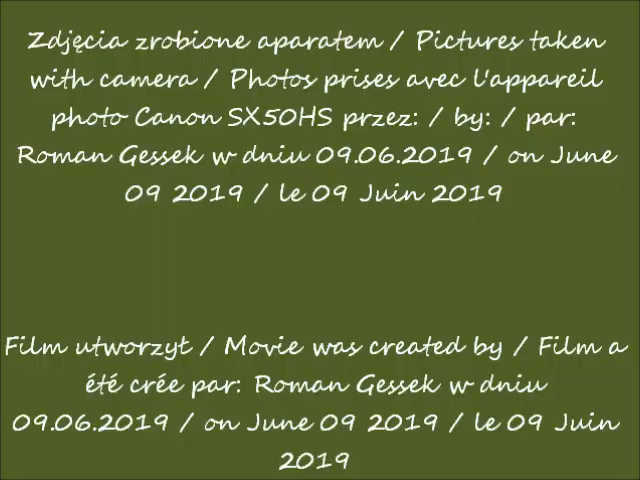 Zdjęcia zrobione aparatem / Pictures taken
with camera / Photos prises avec l'appareil
photo Canon SX50HS przez: / by: / par:
Roman Gessek w dniu 09.06.2019 / on June
09 2019 / le 09 Juin 2019
Film utworzył / Movie was created by / Film a
été crée par: Roman Gessek w dniu
09.06.2019 / on June 09 2019 / le 09 Juin
2019